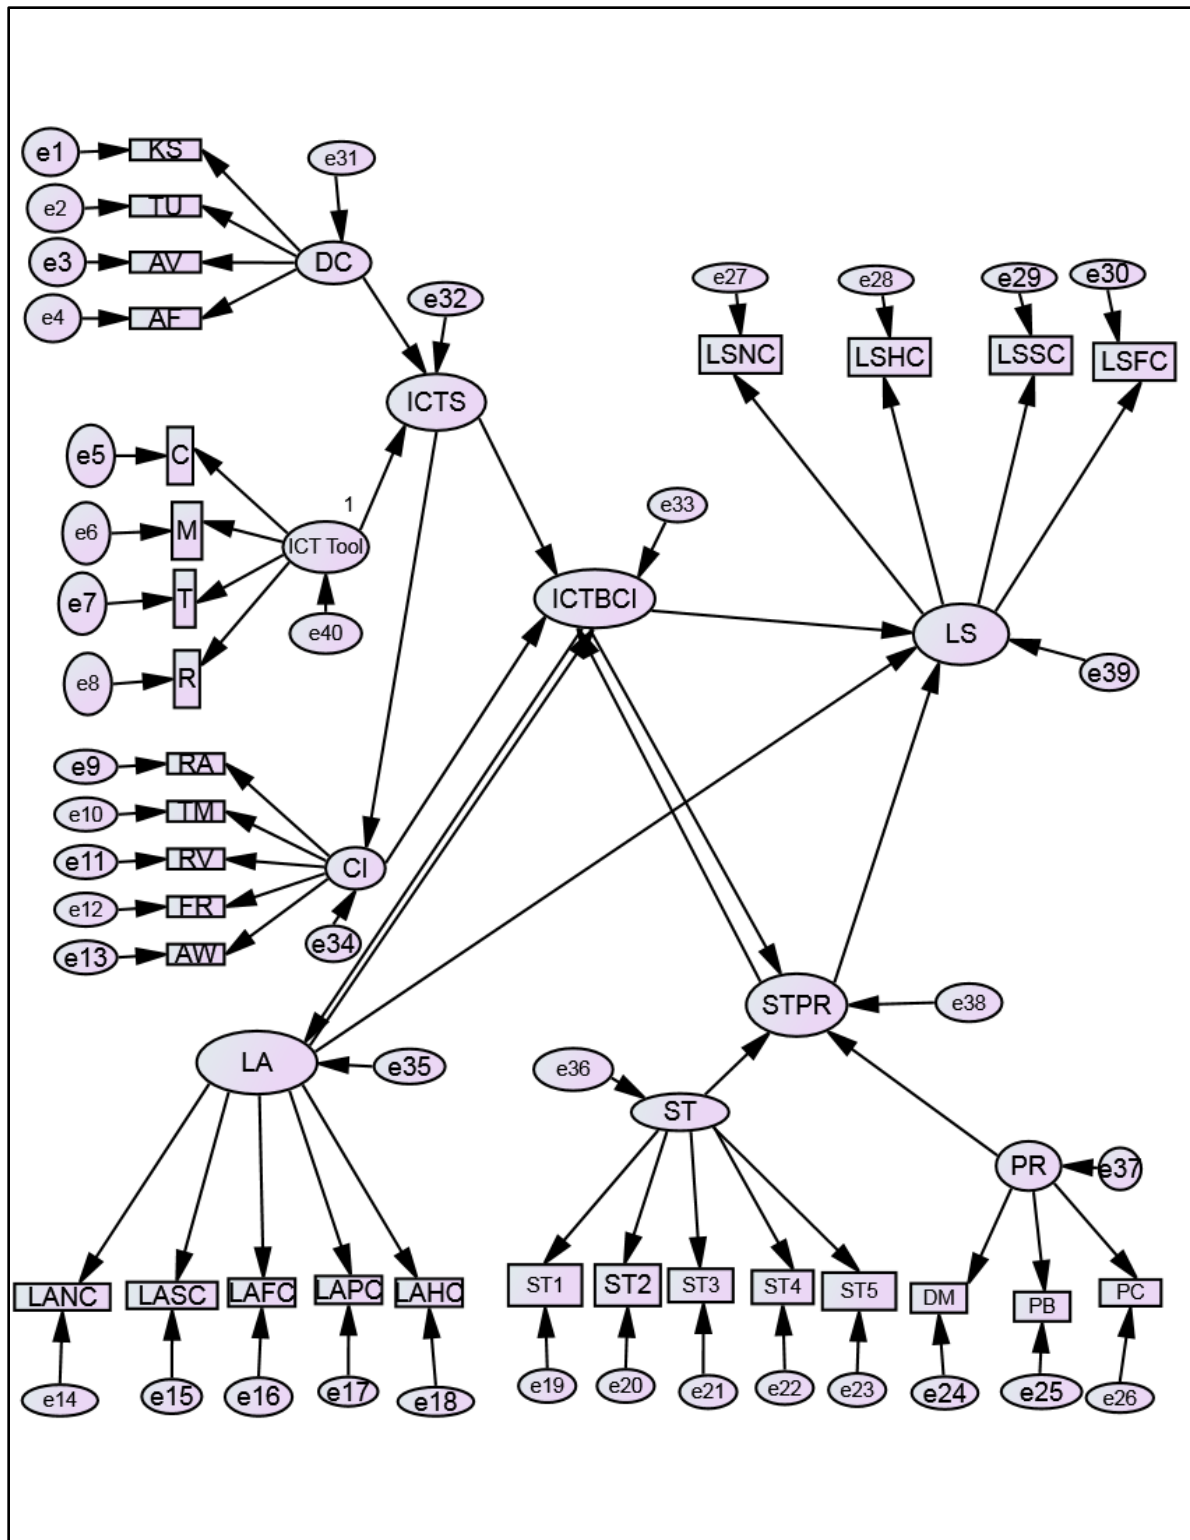 e1
KS
e31
e2
TU
e3
AV
DC
e4
AF
e32
e27
e28
e29
e30
LSNC
LSHC
LSSC
LSFC
ICTS
e5
C
1
e6
M
ICT Tool
e33
e7
T
ICTBCI
e40
LS
e8
R
e39
e9
RA
e10
TM
e11
RV
CI
e12
FR
e34
e13
AW
STPR
e38
LA
e35
e36
ST
PR
e37
LANC
LASC
LAFC
LAPC
LAHC
ST1
ST2
ST3
ST4
ST5
DM
PB
PC
e14
e15
e16
e17
e18
e19
e20
e21
e22
e23
e24
e25
e26